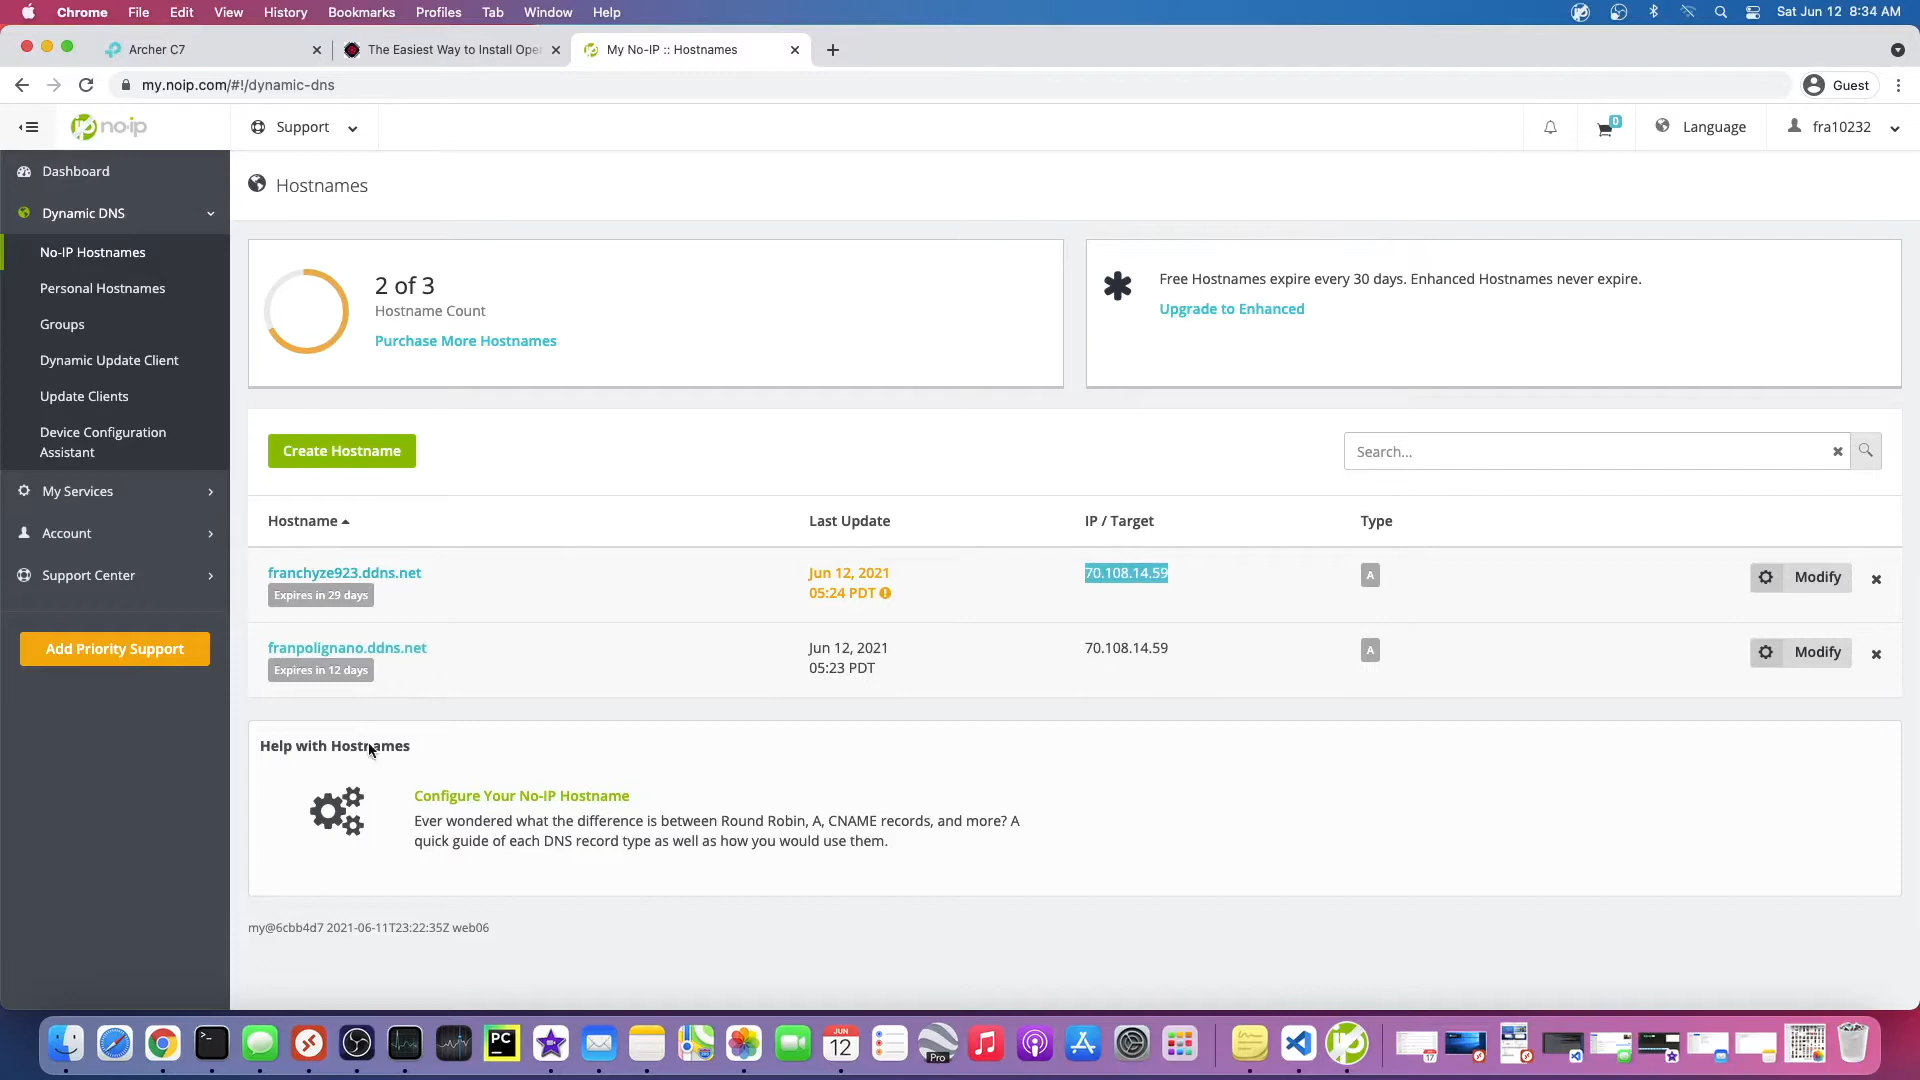 Chrome File Edit View History Bookmarks Profiles Tab Window Help
Sat Jun 12 8:34 AM
Archer C7
The Easiest Way to Install Ope
My No-IP :: Hostnames
my.noip.com/#!/dynamic-dns
Guest
no-ip
Support
0
Language
fra10232
Dashboard
Dynamic DNS
No-IP Hostnames
Personal Hostnames
Groups
Dynamic Update Client
Update Clients
Device Configuration
Assistant
My Services
Account
Support Center
Add Priority Support
Hostnames
2 of 3
Hostname Count
Purchase More Hostnames
Free Hostnames expire every 30 days. Enhanced Hostnames never expire.
Upgrade to Enhanced
Create Hostname
Search...
Hostname Last Update IP / Target Type
franchyze923.ddns.net
Expires in 29 days
Jun 12, 2021
05:24 PDT
70.108.14.59
A
Modify
franpolignano.ddns.net
Expires in 12 days
Jun 12, 2021
05:23 PDT
70.108.14.59
A
Modify
Help with Hostnames
Configure Your No-IP Hostname
Ever wondered what the difference is between Round Robin, A, CNAME records, and more? A
quick guide of each DNS record type as well as how you would use them.
my@6cbb4d7 2021-06-11T23:22:35Z web06
PC
JUN
12
Pro